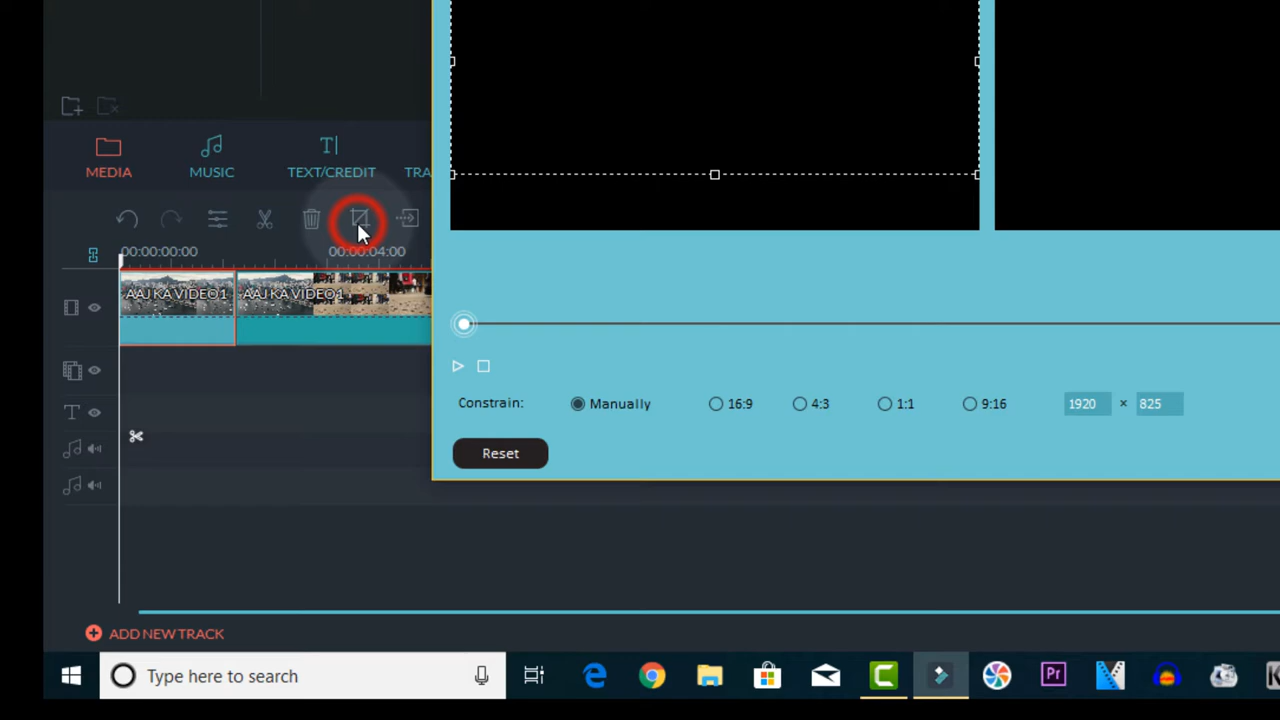 MEDIA
MUSIC
TEXT/CREDIT
TRA
00:00:00:00
00:00:04:00
AAJ KA VIDEO1
AAJ KA VIDEO1
Constrain:
Manually
16:9
4:3
1:1
9:16
1920 × 825
Reset
ADD NEW TRACK
Type here to search
Pr